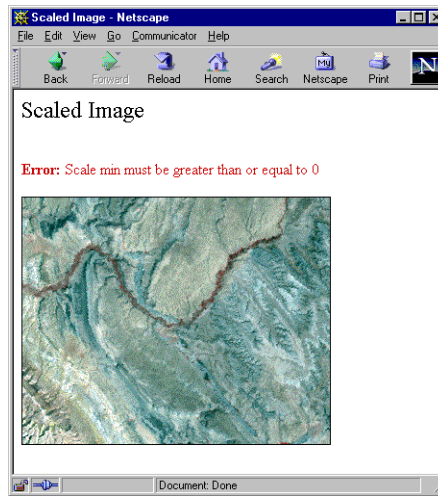 Scaled Image - Netscape
File Edit View Go Communicator Help
Back Forward Reload Home Search Netscape Print
My
N
Scaled Image
Error: Scale min must be greater than or equal to 0
Document: Done